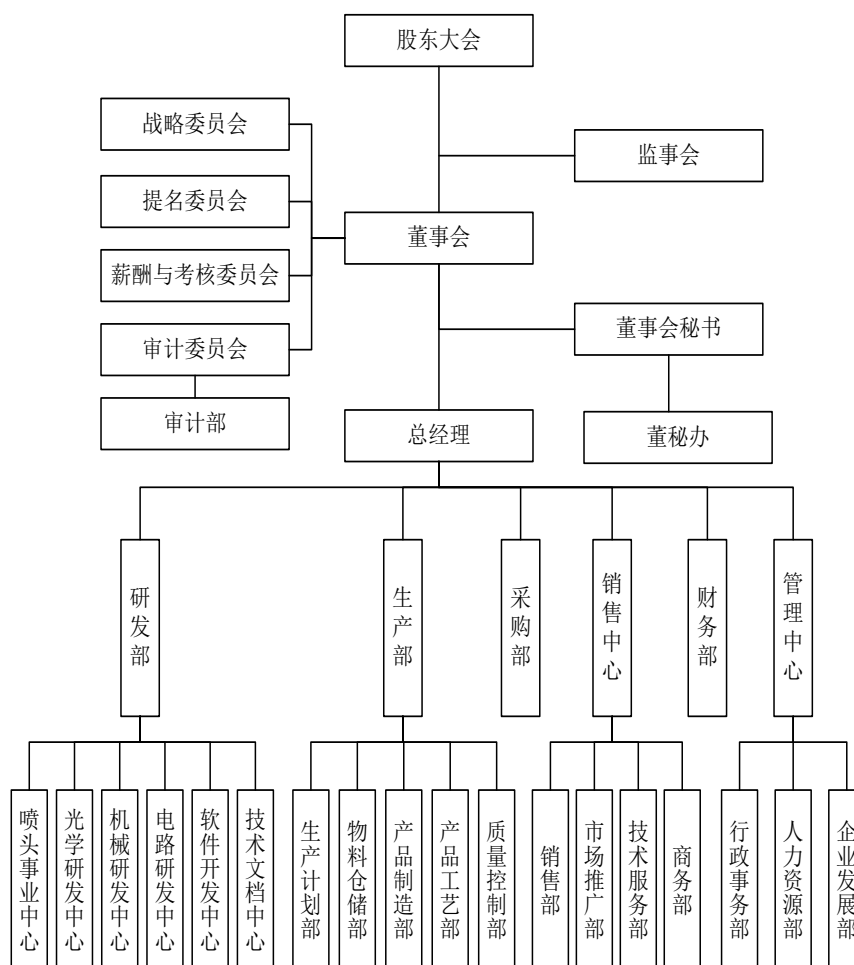 股东大会
战略委员会
监事会
提名委员会
董事会
薪酬与考核委员会
董事会秘书
审计委员会
审计部
总经理
董秘办
研发部
生产部
采购部
销售中心
财务部
管理中心
喷头事业中心
光学研发中心
机械研发中心
电路研发中心
软件开发中心
技术文档中心
生产计划部
物料仓储部
产品制造部
产品工艺部
质量控制部
销售部
市场推广部
技术服务部
商务部
行政事务部
人力资源部
企业发展部